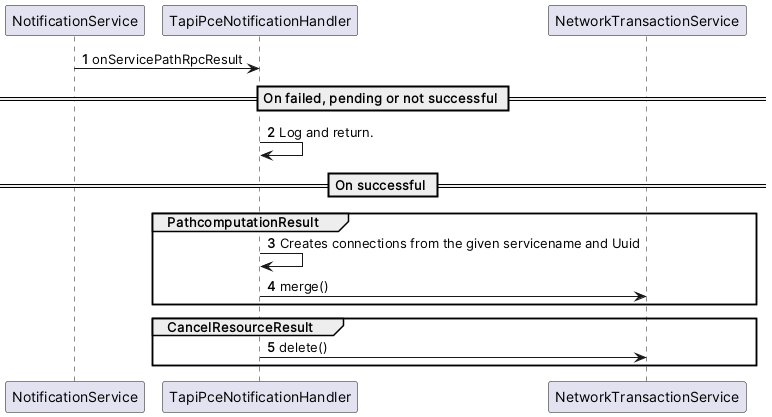 NotificationService
TapiPceNotificationHandler
NetworkTransactionService
1 onServicePathRpcResult
On failed, pending or not successful
2 Log and return.
On successful
PathcomputationResult
3 Creates connections from the given servicename and Uuid
4 merge()
CancelResourceResult
5 delete()
NotificationService
TapiPceNotificationHandler
NetworkTransactionService